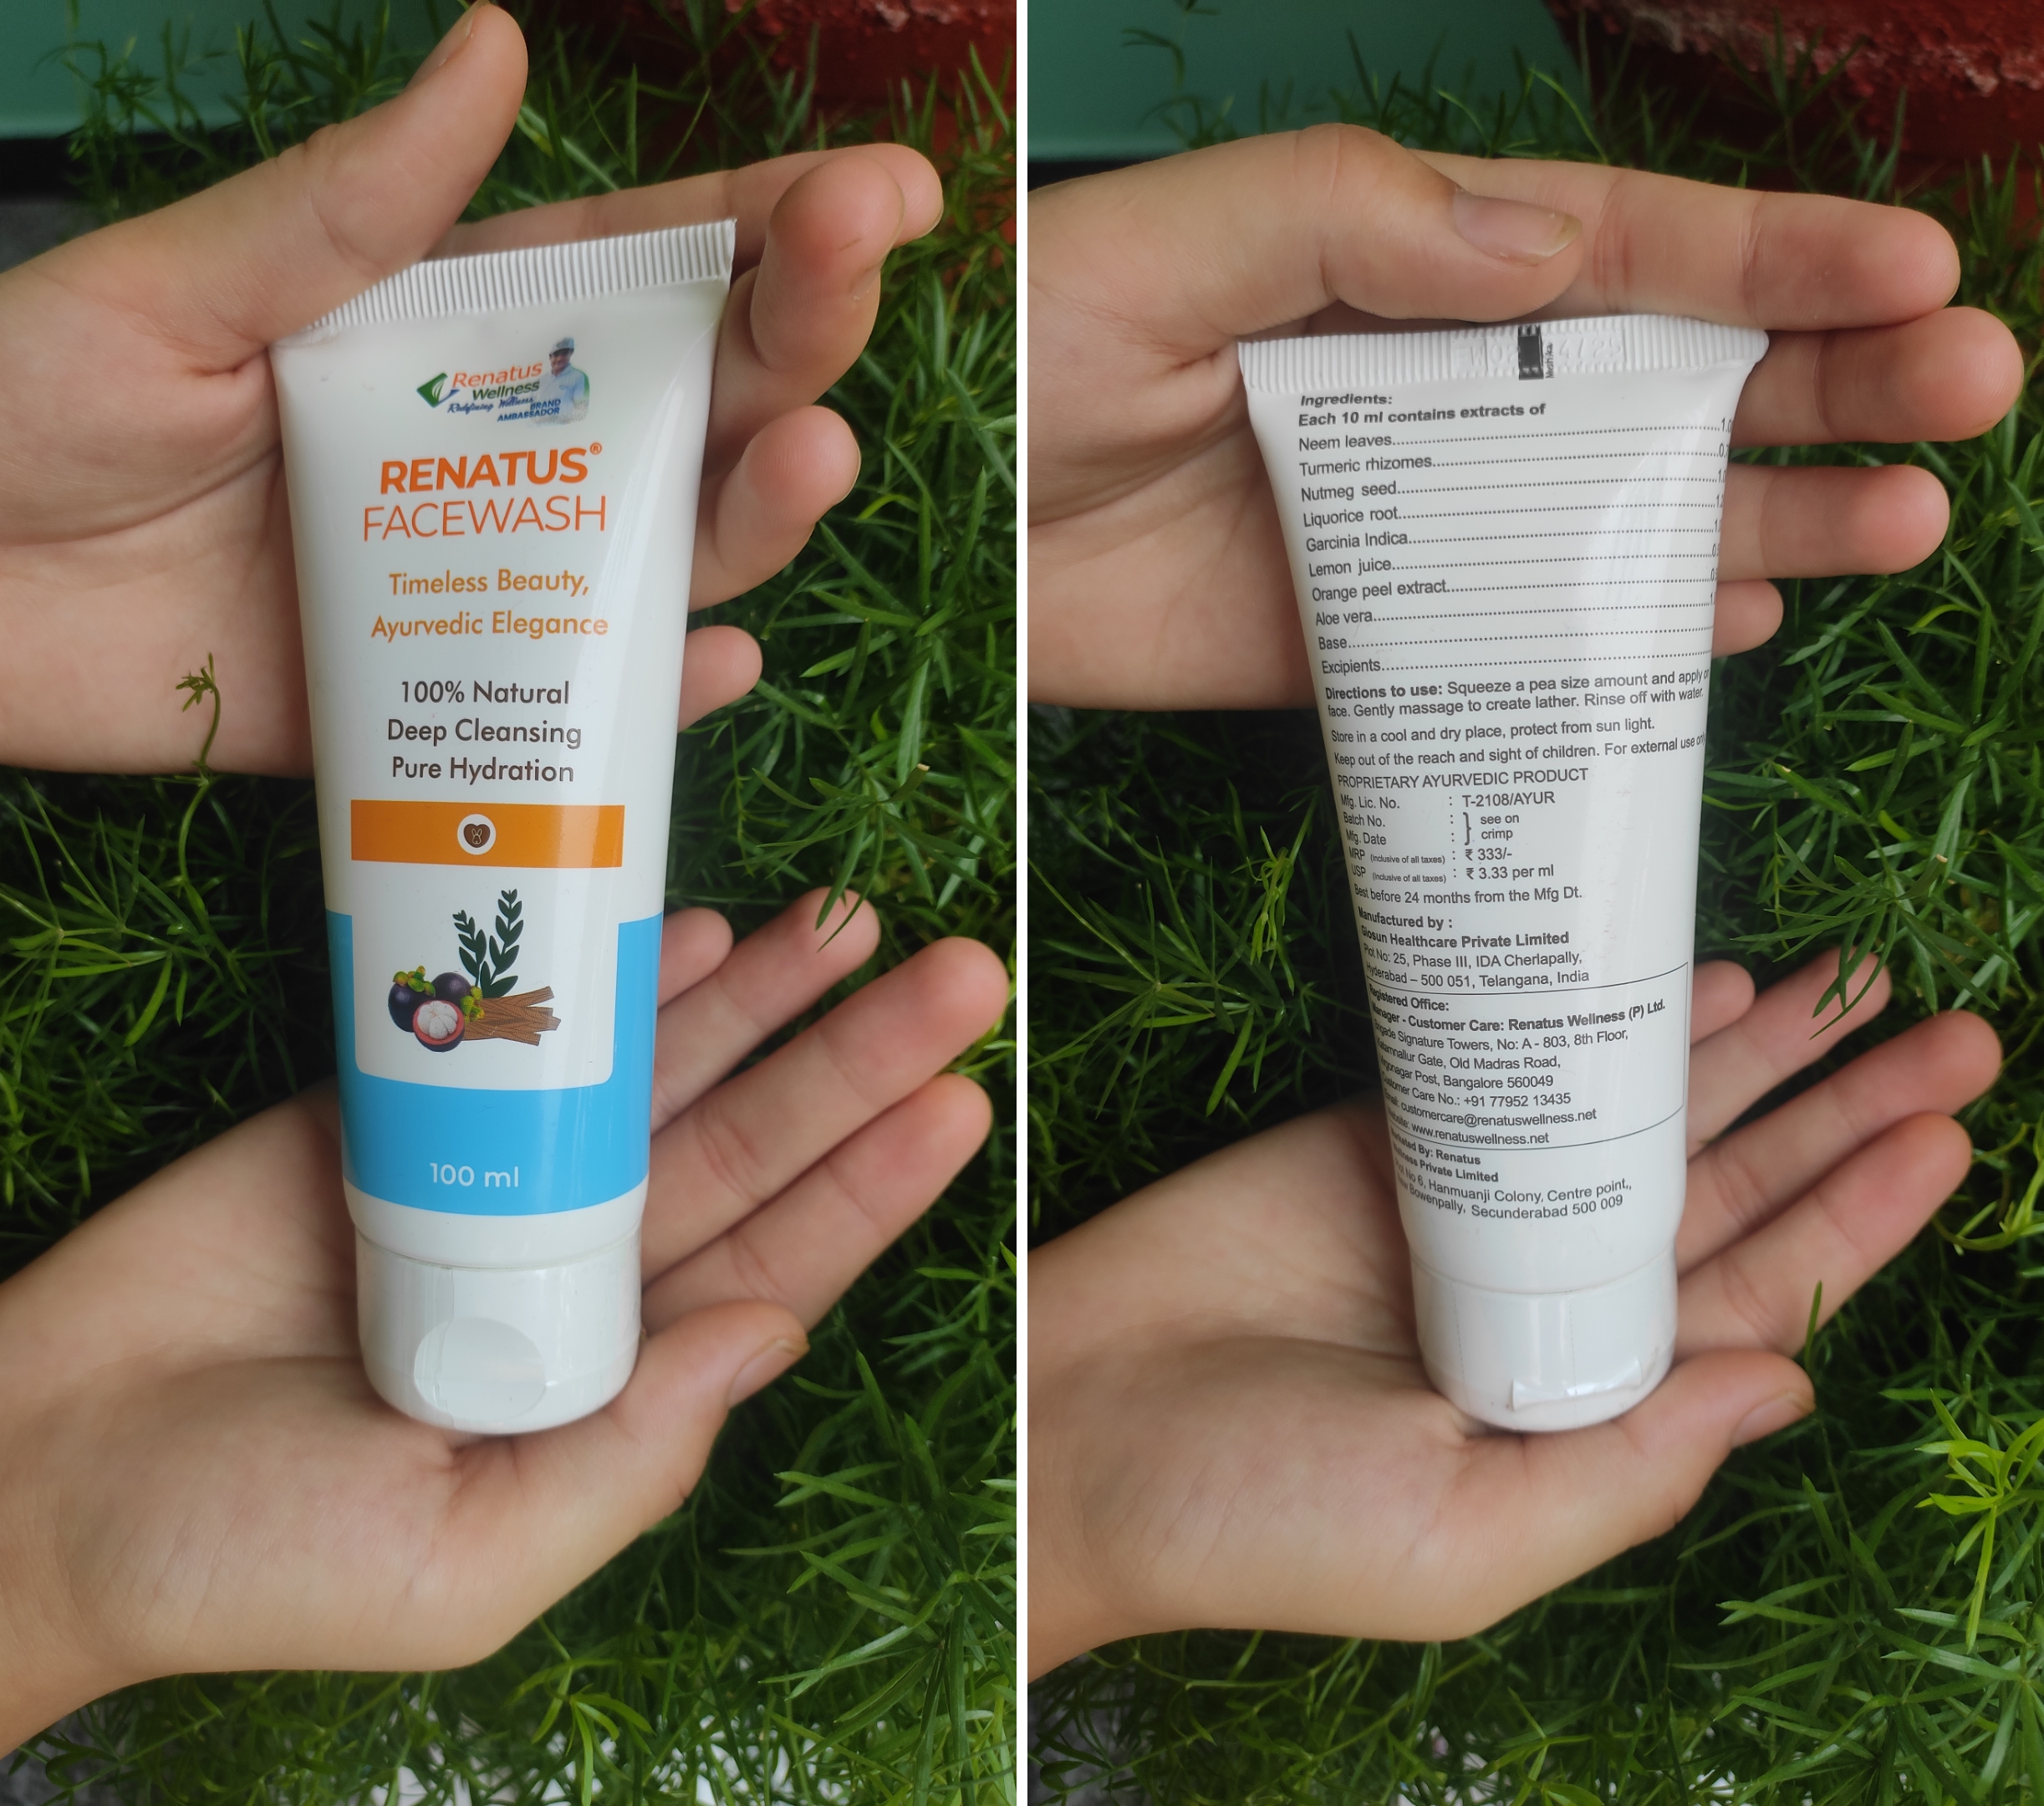 Renatus
Wellness
Redefining Wellness
BRAND
AMBASSADOR
RENATUS®
FACEWASH
Timeless Beauty,
Ayurvedic Elegance
100% Natural
Deep Cleansing
Pure Hydration
100 ml
Ingredients:
Each 10 ml contains extracts of
Neem leaves
Turmeric rhizomes
Nutmeg seed
Liquorice root
Garcinia Indica
Lemon juice
Orange peel extract
Aloe vera
Base
Excipients
Directions to use: Squeeze a pea size amount and apply
face. Gently massage to create lather. Rinse off with water.
Store in a cool and dry place, protect from sun light.
Keep out of the reach and sight of children. For external use
PROPRIETARY AYURVEDIC PRODUCT
Mfg. Lic. No. : T-2108/AYUR
Batch No. : } see on
Mfg. Date : } crimp
MRP (Inclusive of all taxes) : ₹ 333/-
USP (Inclusive of all taxes) : ₹ 3.33 per ml
Best before 24 months from the Mfg Dt.
Manufactured by :
Giosun Healthcare Private Limited
Plot No: 25, Phase III, IDA Cherlapally,
Hyderabad – 500 051, Telangana, India
Registered Office:
Manager - Customer Care: Renatus Wellness (P) Ltd.
Signature Towers, No: A - 803, 8th Floor,
Gate, Old Madras Road,
Post, Bangalore 560049
Customer Care No.: +91 77952 13435
customercare@renatuswellness.net
www.renatuswellness.net
By: Renatus
Private Limited
No 6, Hanmuanji Colony, Centre point,,
Bowenpally, Secunderabad 500 009